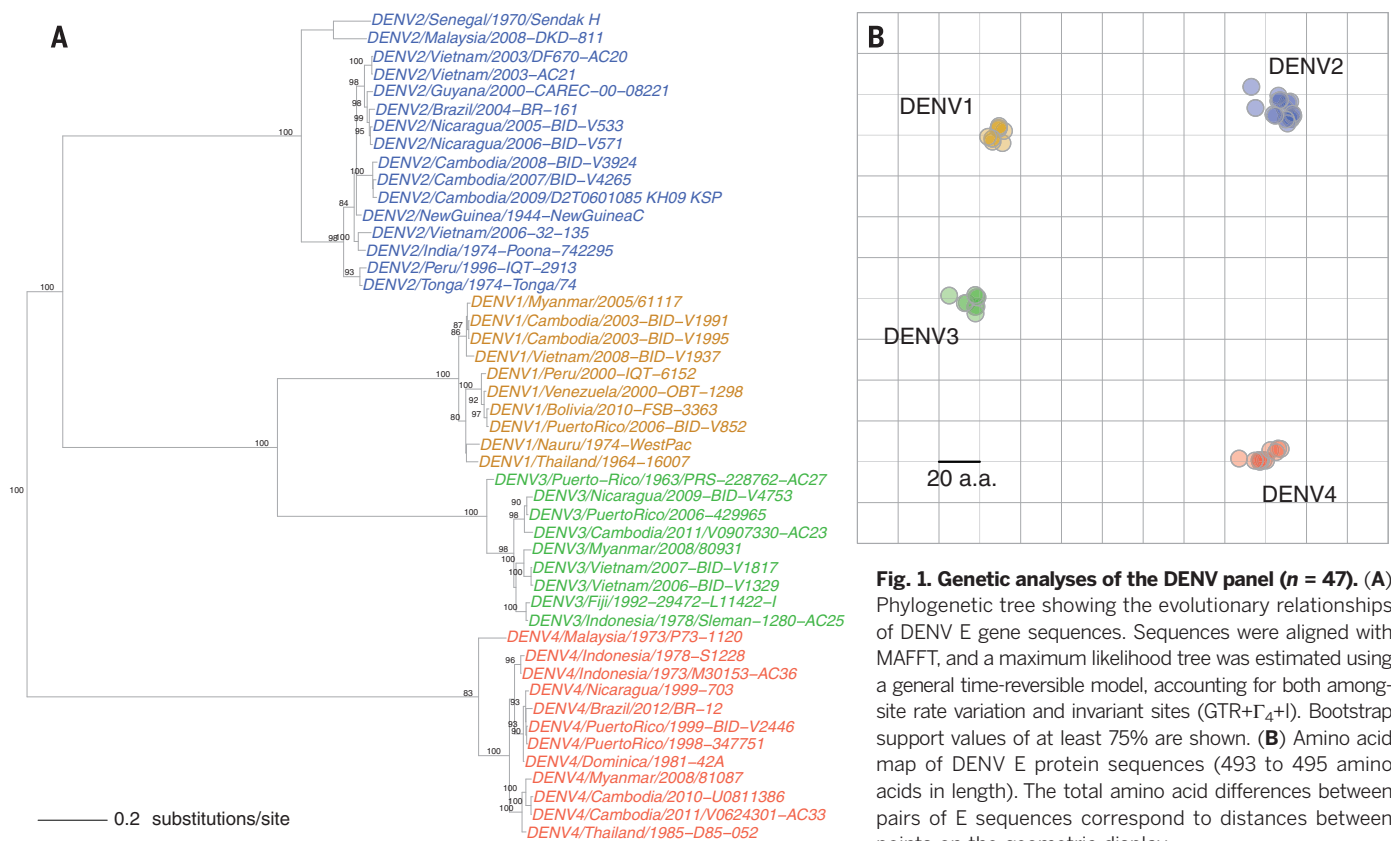 A
DENV2/Senegal/1970/Sendak H
DENV2/Malaysia/2008–DKD–811
DENV2/Vietnam/2003/DF670–AC20
DENV2/Vietnam/2003–AC21
DENV2/Guyana/2000–CAREC–00–08221
DENV2/Brazil/2004–BR–161
DENV2/Nicaragua/2005–BID–V533
DENV2/Nicaragua/2006–BID–V571
DENV2/Cambodia/2008–BID–V3924
DENV2/Cambodia/2007/BID–V4265
DENV2/Cambodia/2009/D2T0601085 KH09 KSP
DENV2/NewGuinea/1944–NewGuineaC
DENV2/Vietnam/2006–32–135
DENV2/India/1974–Poona–742295
DENV2/Peru/1996–IQT–2913
DENV2/Tonga/1974–Tonga/74
DENV1/Myanmar/2005/61117
DENV1/Cambodia/2003–BID–V1991
DENV1/Cambodia/2003–BID–V1995
DENV1/Vietnam/2008–BID–V1937
DENV1/Peru/2000–IQT–6152
DENV1/Venezuela/2000–OBT–1298
DENV1/Bolivia/2010–FSB–3363
DENV1/PuertoRico/2006–BID–V852
DENV1/Nauru/1974–WestPac
DENV1/Thailand/1964–16007
DENV3/Puerto–Rico/1963/PRS–228762–AC27
DENV3/Nicaragua/2009–BID–V4753
DENV3/PuertoRico/2006–429965
DENV3/Cambodia/2011/V0907330–AC23
DENV3/Myanmar/2008/80931
DENV3/Vietnam/2007–BID–V1817
DENV3/Vietnam/2006–BID–V1329
DENV3/Fiji/1992–29472–L11422–I
DENV3/Indonesia/1978/Sleman–1280–AC25
DENV4/Malaysia/1973/P73–1120
DENV4/Indonesia/1978–S1228
DENV4/Indonesia/1973/M30153–AC36
DENV4/Nicaragua/1999–703
DENV4/Brazil/2012/BR–12
DENV4/PuertoRico/1999–BID–V2446
DENV4/PuertoRico/1998–347751
DENV4/Dominica/1981–42A
DENV4/Myanmar/2008/81087
DENV4/Cambodia/2010–U0811386
DENV4/Cambodia/2011/V0624301–AC33
DENV4/Thailand/1985–D85–052
100
98
98
99
95
100
100
84
98
100
93
100
87
86
100
100
92
97
80
100
100
90
98
98
100
100
100
100
96
93
93
90
83
100
100
100
100
0.2 substitutions/site
B
DENV2
DENV1
DENV3
20 a.a.
DENV4
Fig. 1. Genetic analyses of the DENV panel (n = 47). (A)
Phylogenetic tree showing the evolutionary relationships
of DENV E gene sequences. Sequences were aligned with
MAFFT, and a maximum likelihood tree was estimated using
a general time-reversible model, accounting for both among-
site rate variation and invariant sites (GTR+Γ4+I). Bootstrap
support values of at least 75% are shown. (B) Amino acid
map of DENV E protein sequences (493 to 495 amino
acids in length). The total amino acid differences between
pairs of E sequences correspond to distances between